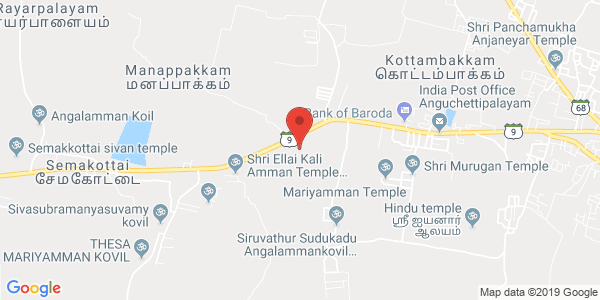 Rayarpalayam
யர்பாளையம்
Shri Panchamukha
Anjaneyar Temple
Kottambakkam
கொட்டம்பாக்கம்
Manappakkam
மனப்பாக்கம்
India Post Office
Anguchettipalayam
68
Bank of Baroda
Angalamman Koil
9
9
Semakkottai sivan temple
Semakottai
சேமகோட்டை
Shri Ellai Kali
Amman Temple...
Shri Murugan Temple
Mariyamman Temple
Sivasubramanyasuvamy
kovil
Hindu temple
ஸ்ரீ ஐயனார்
ஆலயம்
THESA
MARIYAMMAN KOVIL
Siruvathur Sudukadu
Angalammankovil...
Google
Map data ©2019 Google